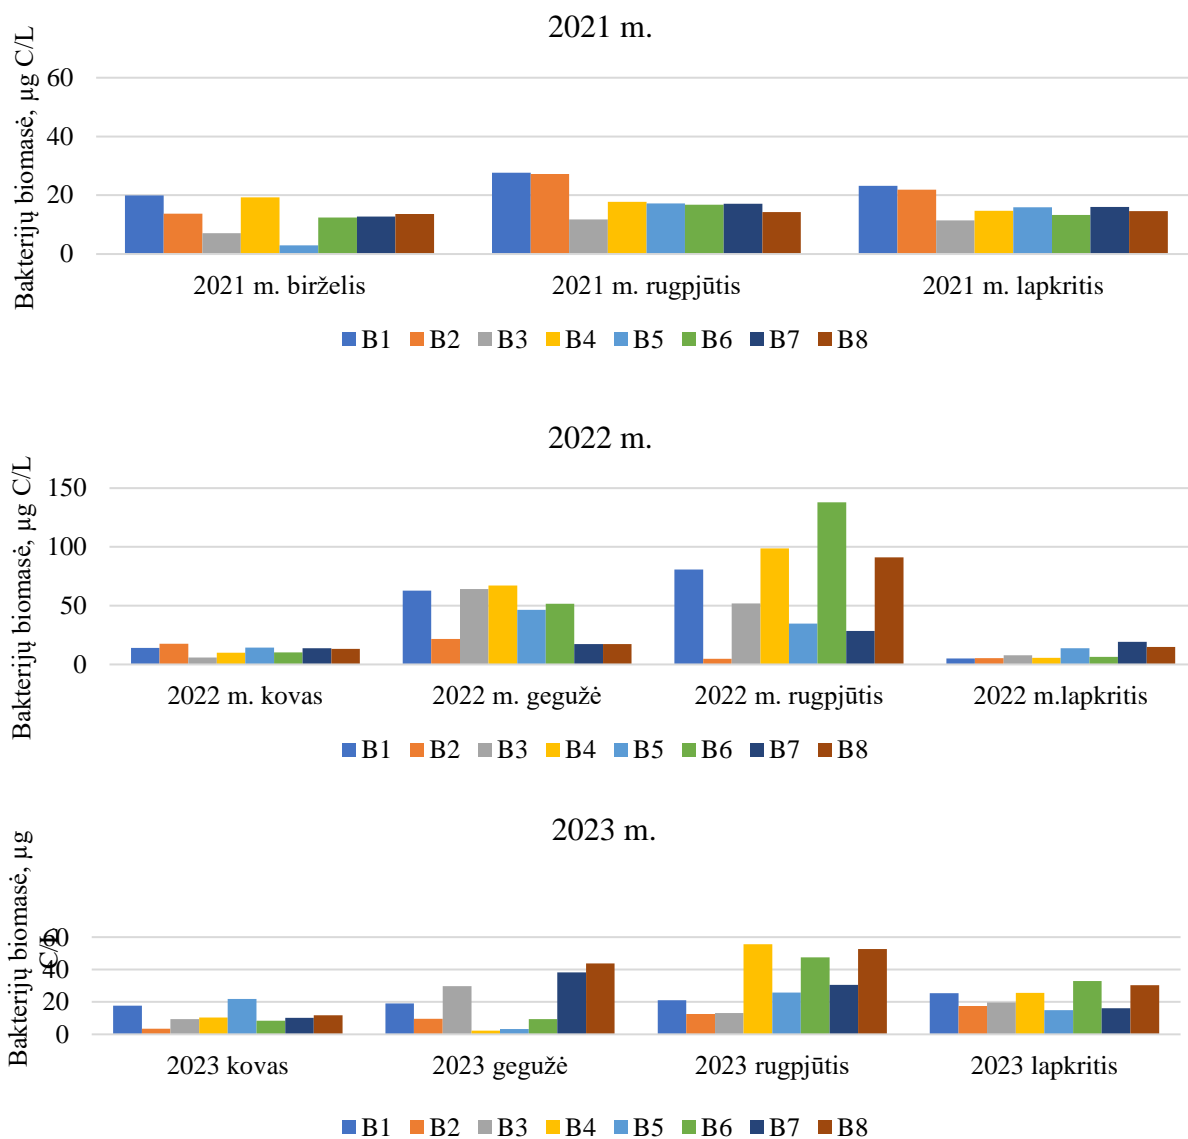 2021 m.
Bakterijų biomasė, µg C/L
60
40
20
0
2021 m. birželis 2021 m. rugpjūtis 2021 m. lapkritis
B1 B2 B3 B4 B5 B6 B7 B8
2022 m.
Bakterijų biomasė, µg C/L
150
100
50
0
2022 m. kovas 2022 m. gegužė 2022 m. rugpjūtis 2022 m.lapkritis
B1 B2 B3 B4 B5 B6 B7 B8
2023 m.
Bakterijų biomasė, µg
C/L
60
40
20
0
2023 kovas 2023 gegužė 2023 rugpjūtis 2023 lapkritis
B1 B2 B3 B4 B5 B6 B7 B8